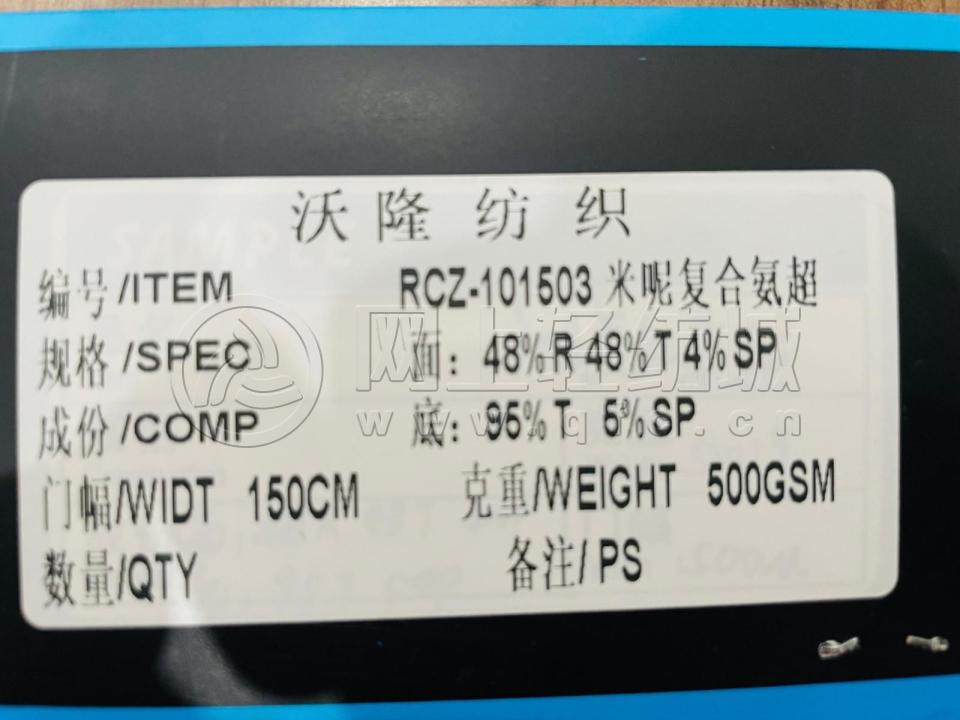 沃隆纺织
编号/ITEM RCZ-101503 米呢复合氨超
规格/SPEC 面：48%R 48%T 4%SP
成份/COMP 底：95%T 5%SP
门幅/WIDT 150CM 克重/WEIGHT 500GSM
数量/QTY 备注/PS
网上轻纺城